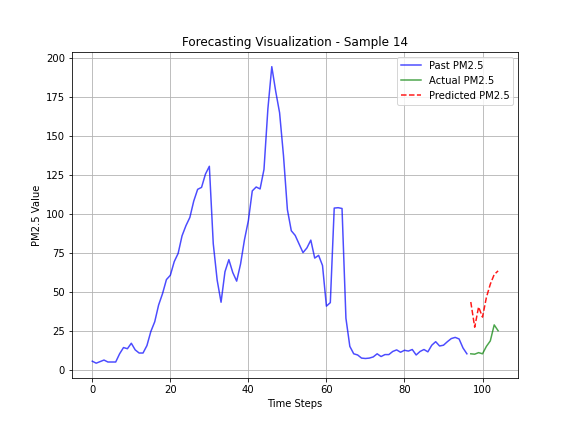 Forecasting Visualization - Sample 14
Past PM2.5
Actual PM2.5
Predicted PM2.5
PM2.5 Value
200
175
150
125
100
75
50
25
0
0 20 40 60 80 100
Time Steps